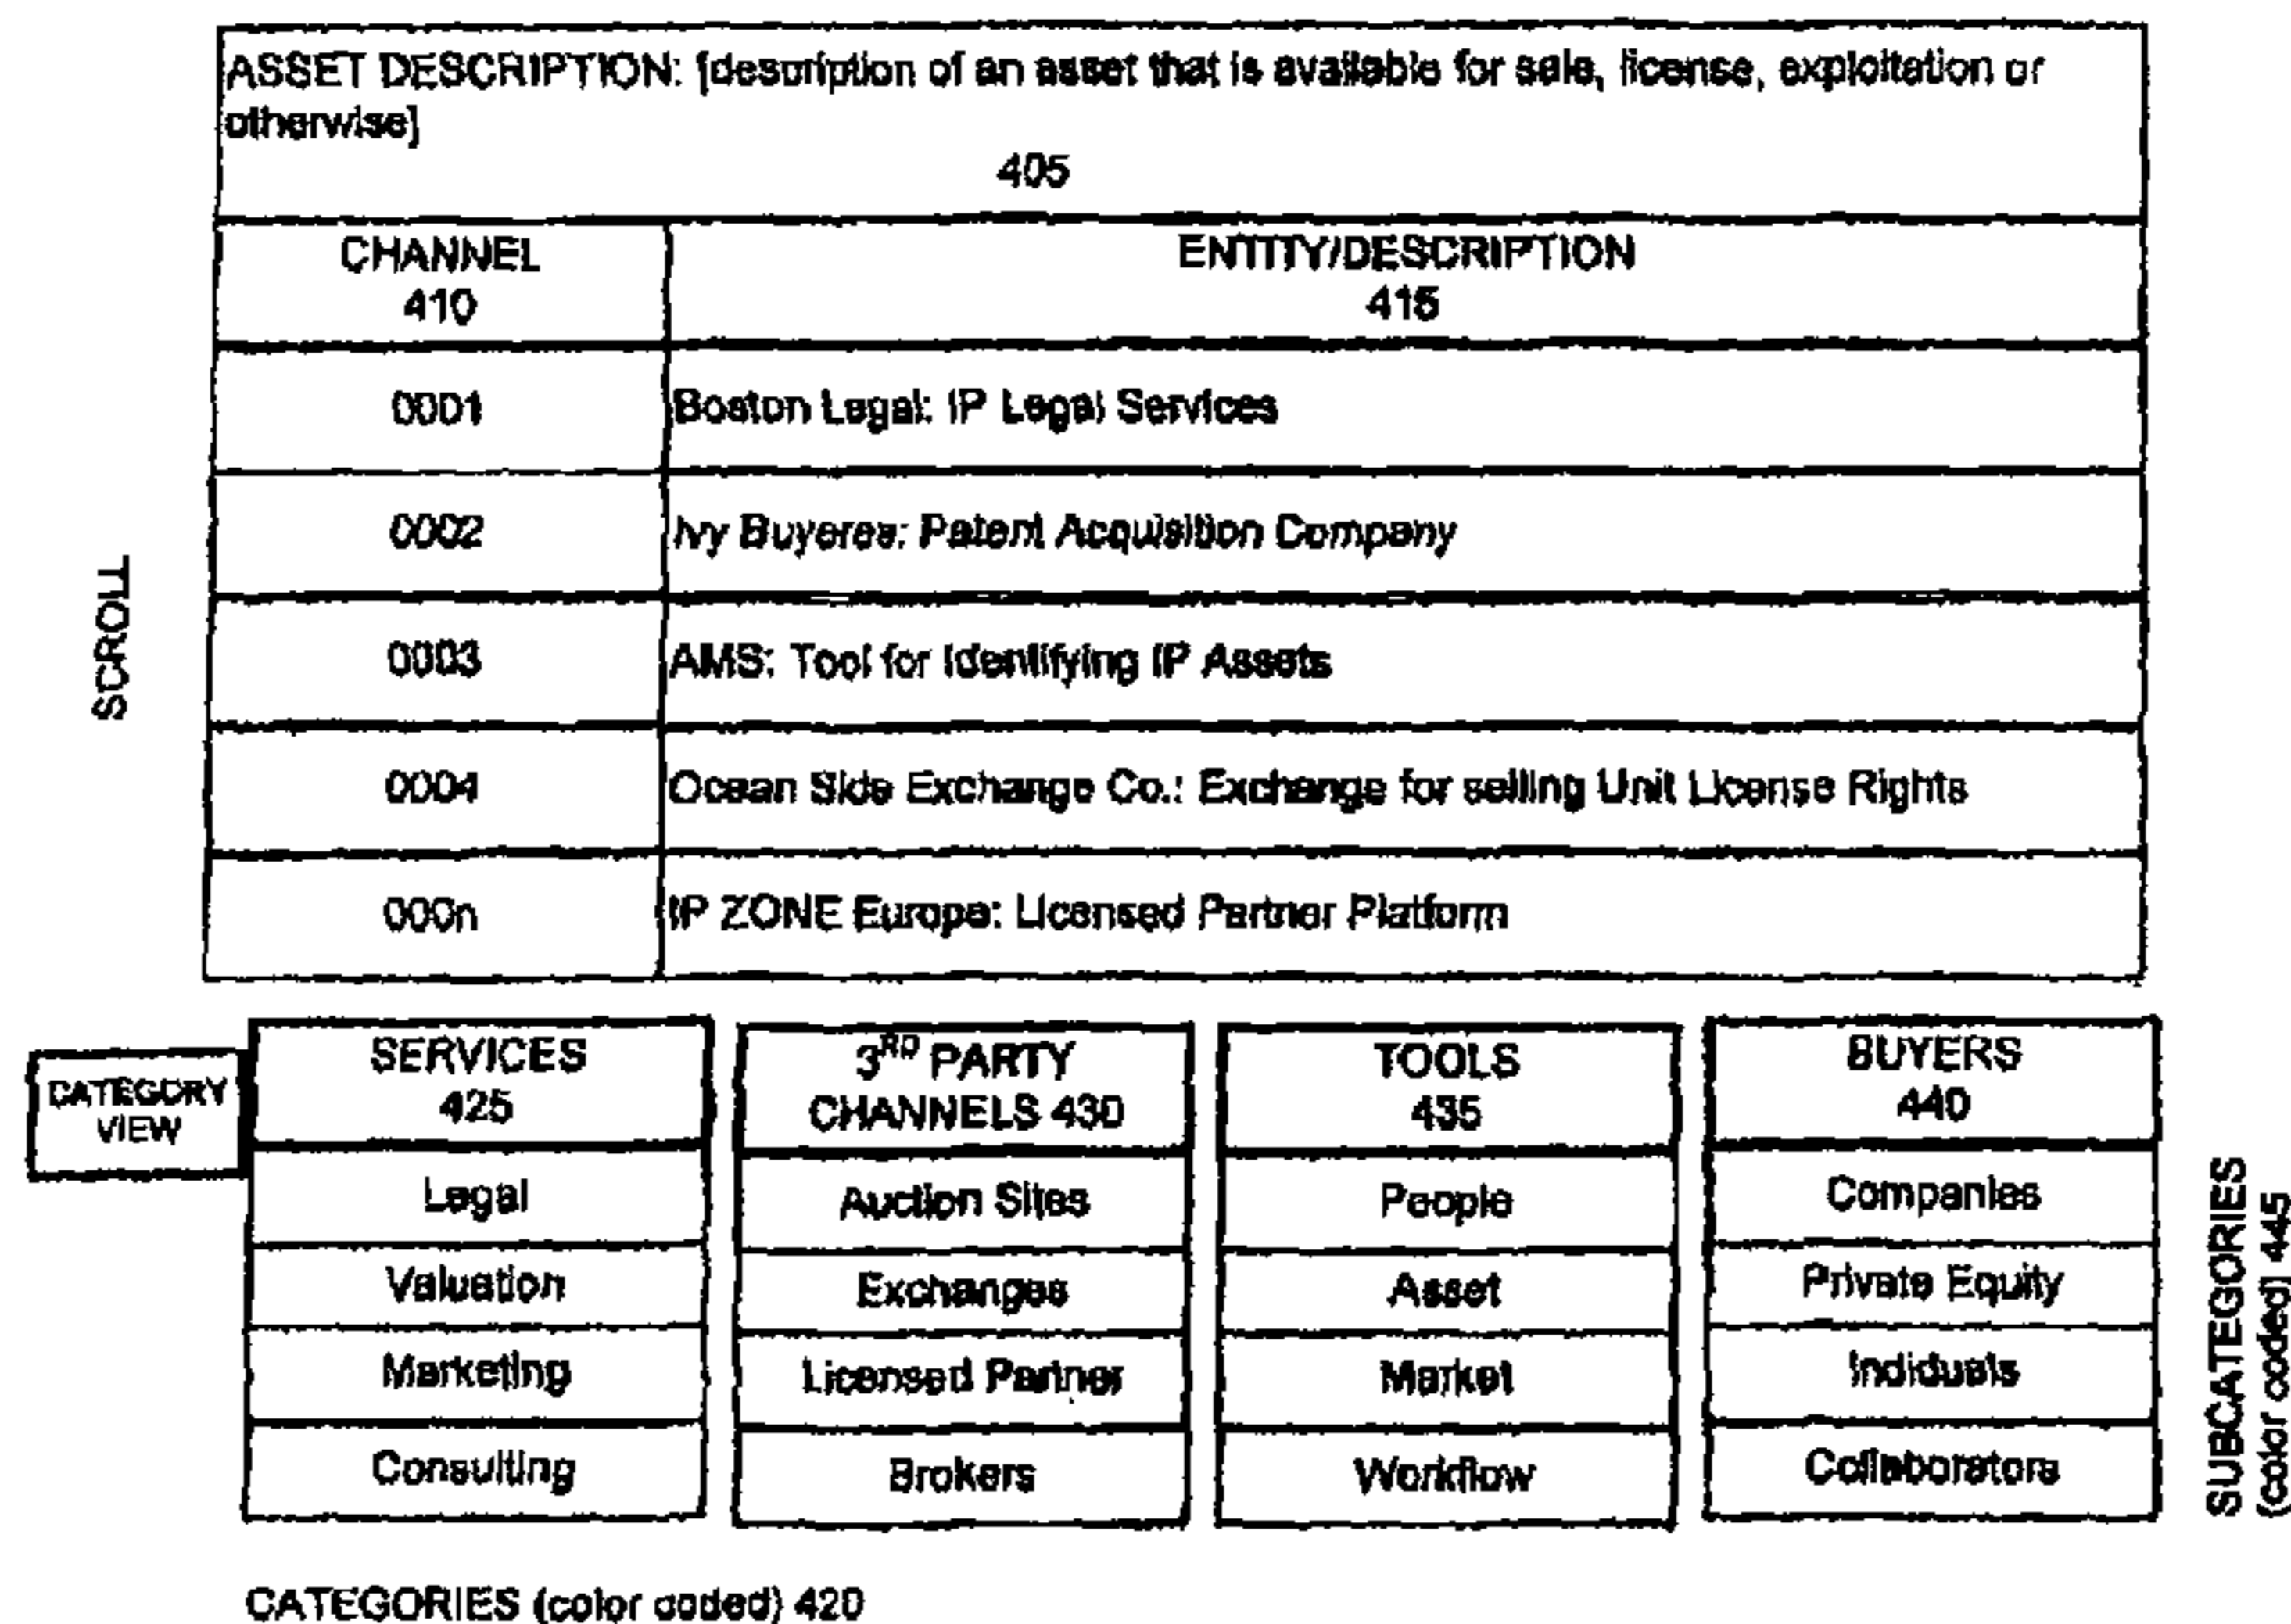 ASSET DESCRIPTION: [description of an asset that is available for sale, license, exploitation or
otherwise]
405
CHANNEL
410
ENTITY/DESCRIPTION
415
0001
Boston Legal: IP Legal Services
0002
Ivy Buyeres: Patent Acquisition Company
0003
AMS: Tool for Identifying IP Assets
0004
Ocean Side Exchange Co.: Exchange for selling Unit License Rights
000n
IP ZONE Europe: Licensed Partner Platform
SCROLL
CATEGORY
VIEW
SERVICES
425
Legal
Valuation
Marketing
Consulting
3RD PARTY
CHANNELS 430
Auction Sites
Exchanges
Licensed Partner
Brokers
TOOLS
435
People
Asset
Market
Workflow
BUYERS
440
Companies
Private Equity
Indiduals
Collaborators
SUBCATEGORIES
(color coded) 445
CATEGORIES (color coded) 420